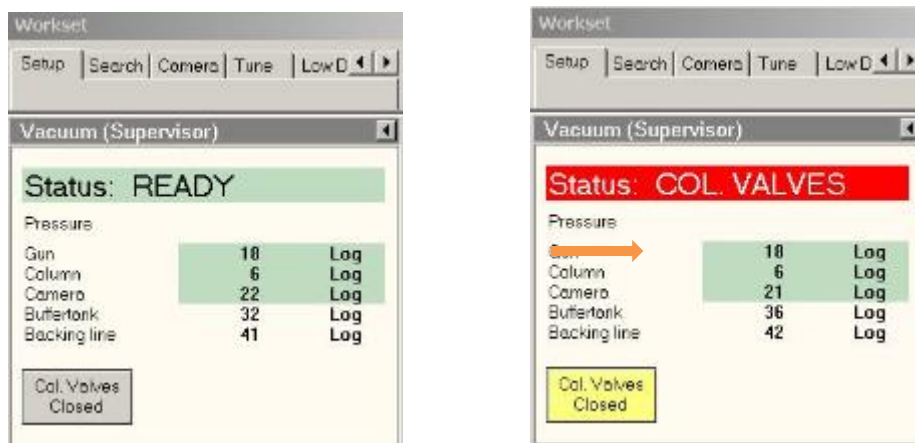 Workset
Setup Search Camera Tune Low D
Vacuum (Supervisor)
Status: READY
Pressure
Gun 18 Log
Column 6 Log
Camera 22 Log
Buffertank 32 Log
Backing line 41 Log
Col. Valves
Closed
Workset
Setup Search Camera Tune Low D
Vacuum (Supervisor)
Status: COL. VALVES
Pressure
Gun 18 Log
Column 6 Log
Camera 21 Log
Buffertank 36 Log
Backing line 42 Log
Col. Valves
Closed